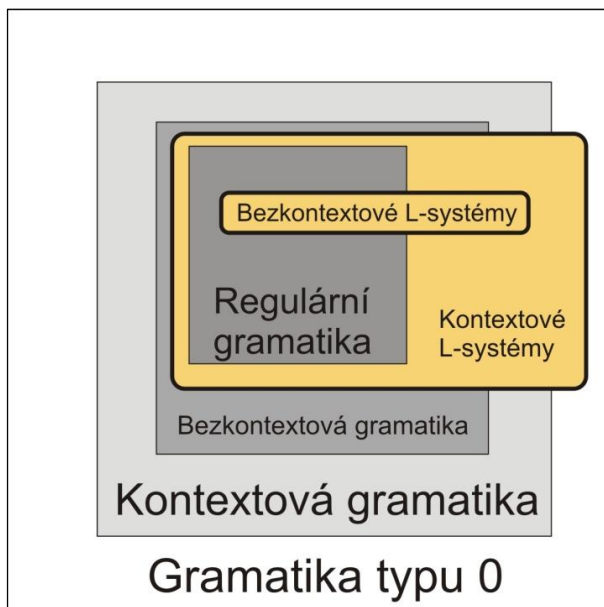 Bezkontextové L-systémy
Regulární
gramatika
Kontextové
L-systémy
Bezkontextová gramatika
Kontextová gramatika
Gramatika typu 0